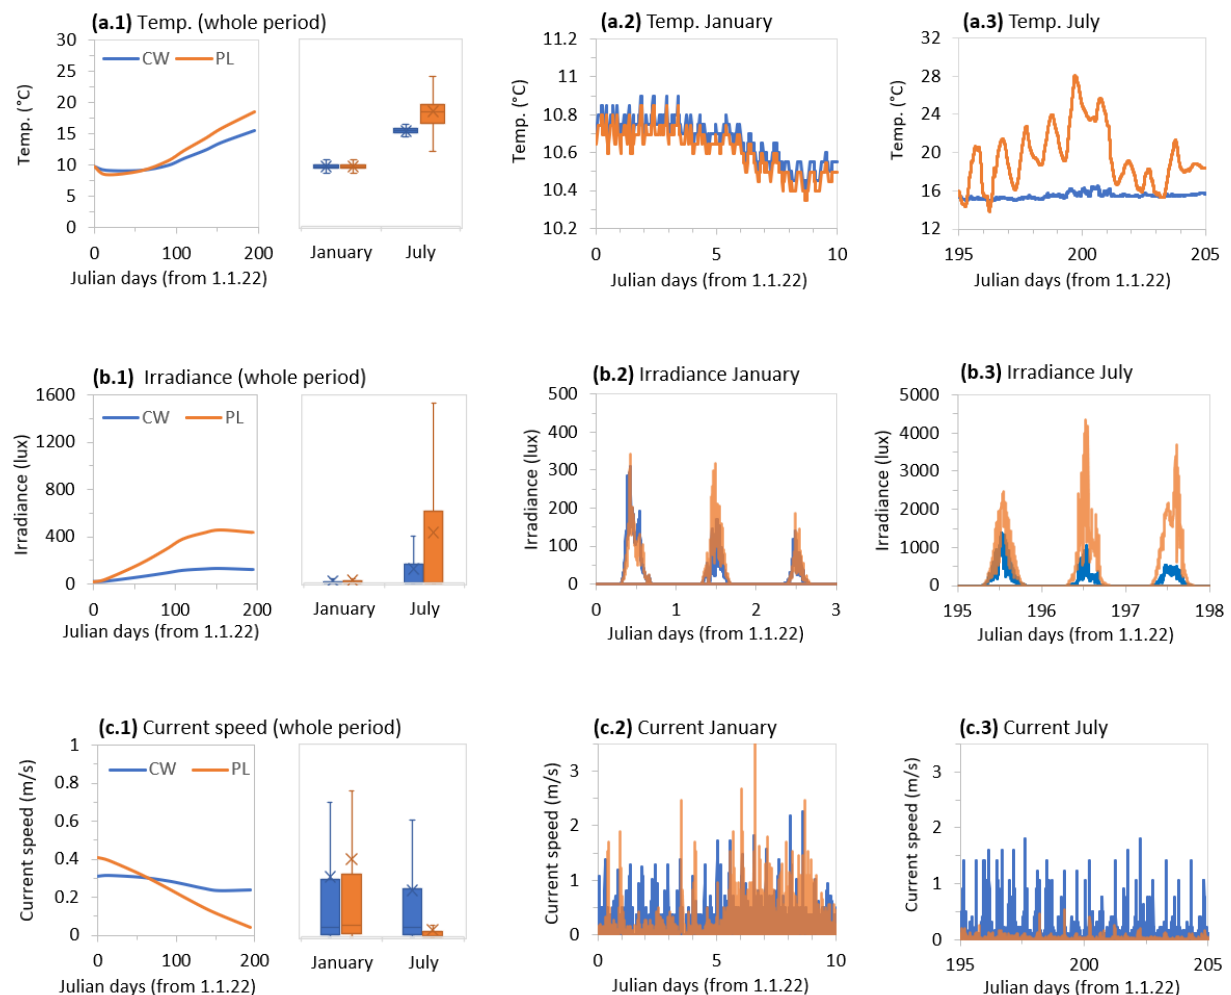 (a.1) Temp. (whole period)
30
25
20
15
10
5
0
Temp. (°C)
CW
PL
0
100
200
January
July
Julian days (from 1.1.22)
(a.2) Temp. January
11.2
11
10.8
10.6
10.4
10.2
Temp. (°C)
0
5
10
Julian days (from 1.1.22)
(a.3) Temp. July
32
28
24
20
16
12
Temp. (°C)
195
200
205
Julian days (from 1.1.22)
(b.1) Irradiance (whole period)
1600
1200
800
400
0
Irradiance (lux)
CW
PL
0
100
200
January
July
Julian days (from 1.1.22)
(b.2) Irradiance January
500
400
300
200
100
0
Irradiance (lux)
0
1
2
3
Julian days (from 1.1.22)
(b.3) Irradiance July
5000
4000
3000
2000
1000
0
Irradiance (lux)
195
196
197
198
Julian days (from 1.1.22)
(c.1) Current speed (whole period)
1
0.8
0.6
0.4
0.2
0
Current speed (m/s)
CW
PL
0
100
200
January
July
Julian days (from 1.1.22)
(c.2) Current January
3
2
1
0
Current speed (m/s)
0
5
10
Julian days (from 1.1.22)
(c.3) Current July
3
2
1
0
Current speed (m/s)
195
200
205
Julian days (from 1.1.22)